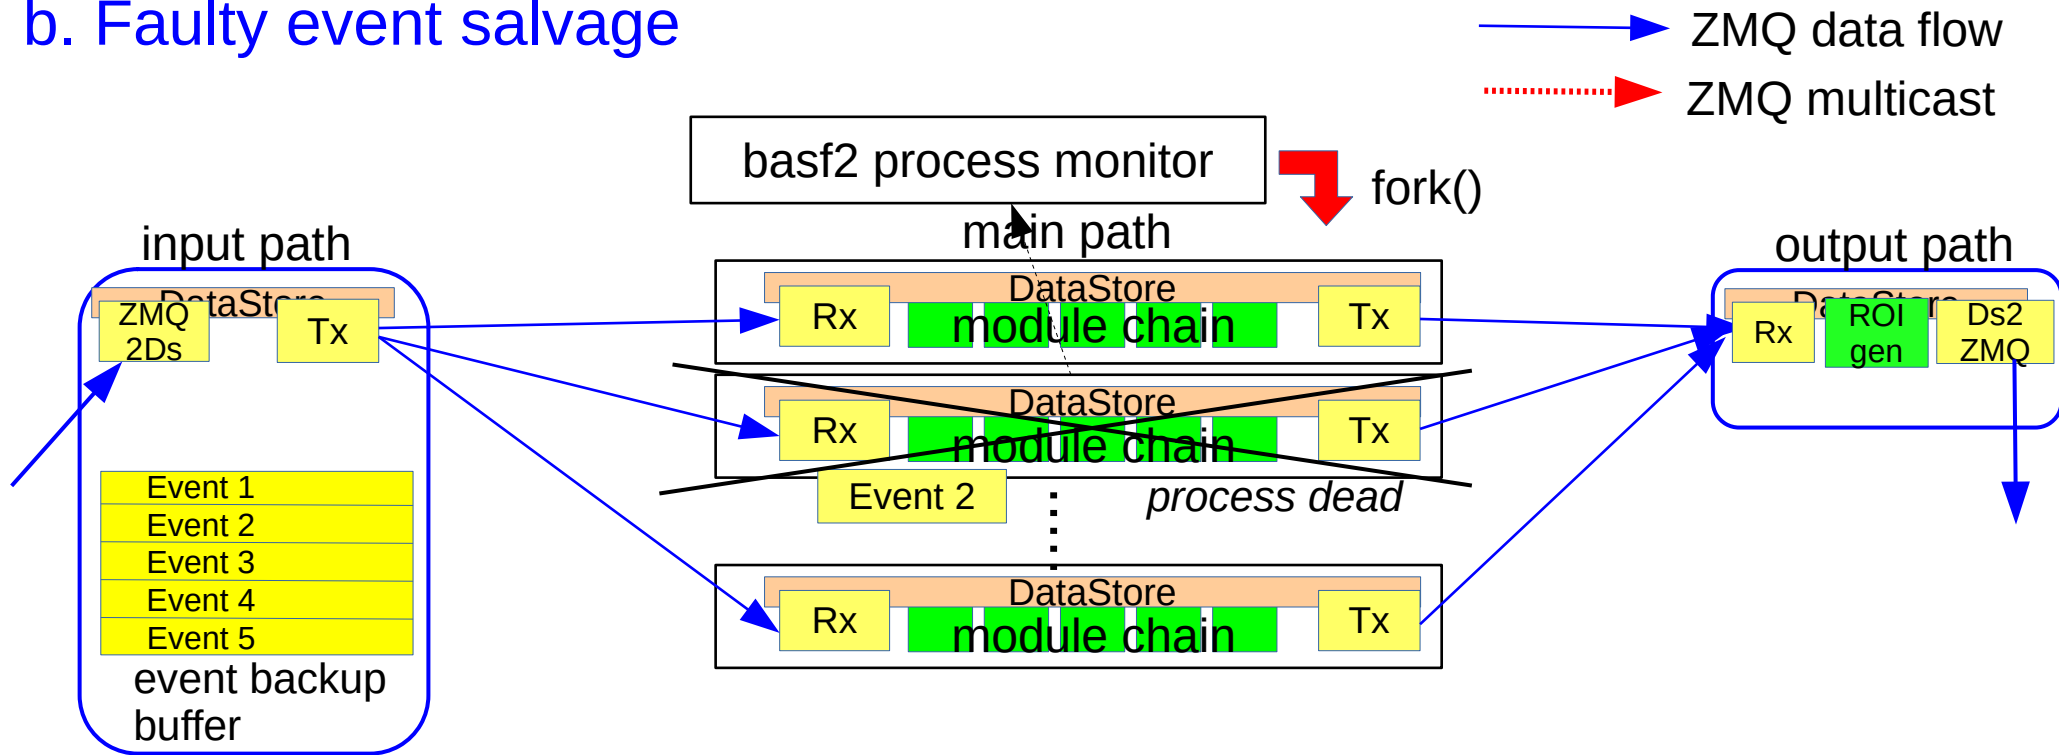 b. Faulty event salvage
ZMQ data flow
ZMQ multicast
basf2 process monitor
fork()
input path
main path
output path
DataStore
ZMQ
2Ds
Tx
Event 1
Event 2
Event 3
Event 4
Event 5
event backup
buffer
DataStore
Rx
module chain
Tx
DataStore
Rx
module chain
Tx
Event 2
process dead
DataStore
Rx
module chain
Tx
DataStore
Rx
ROI
gen
Ds2
ZMQ